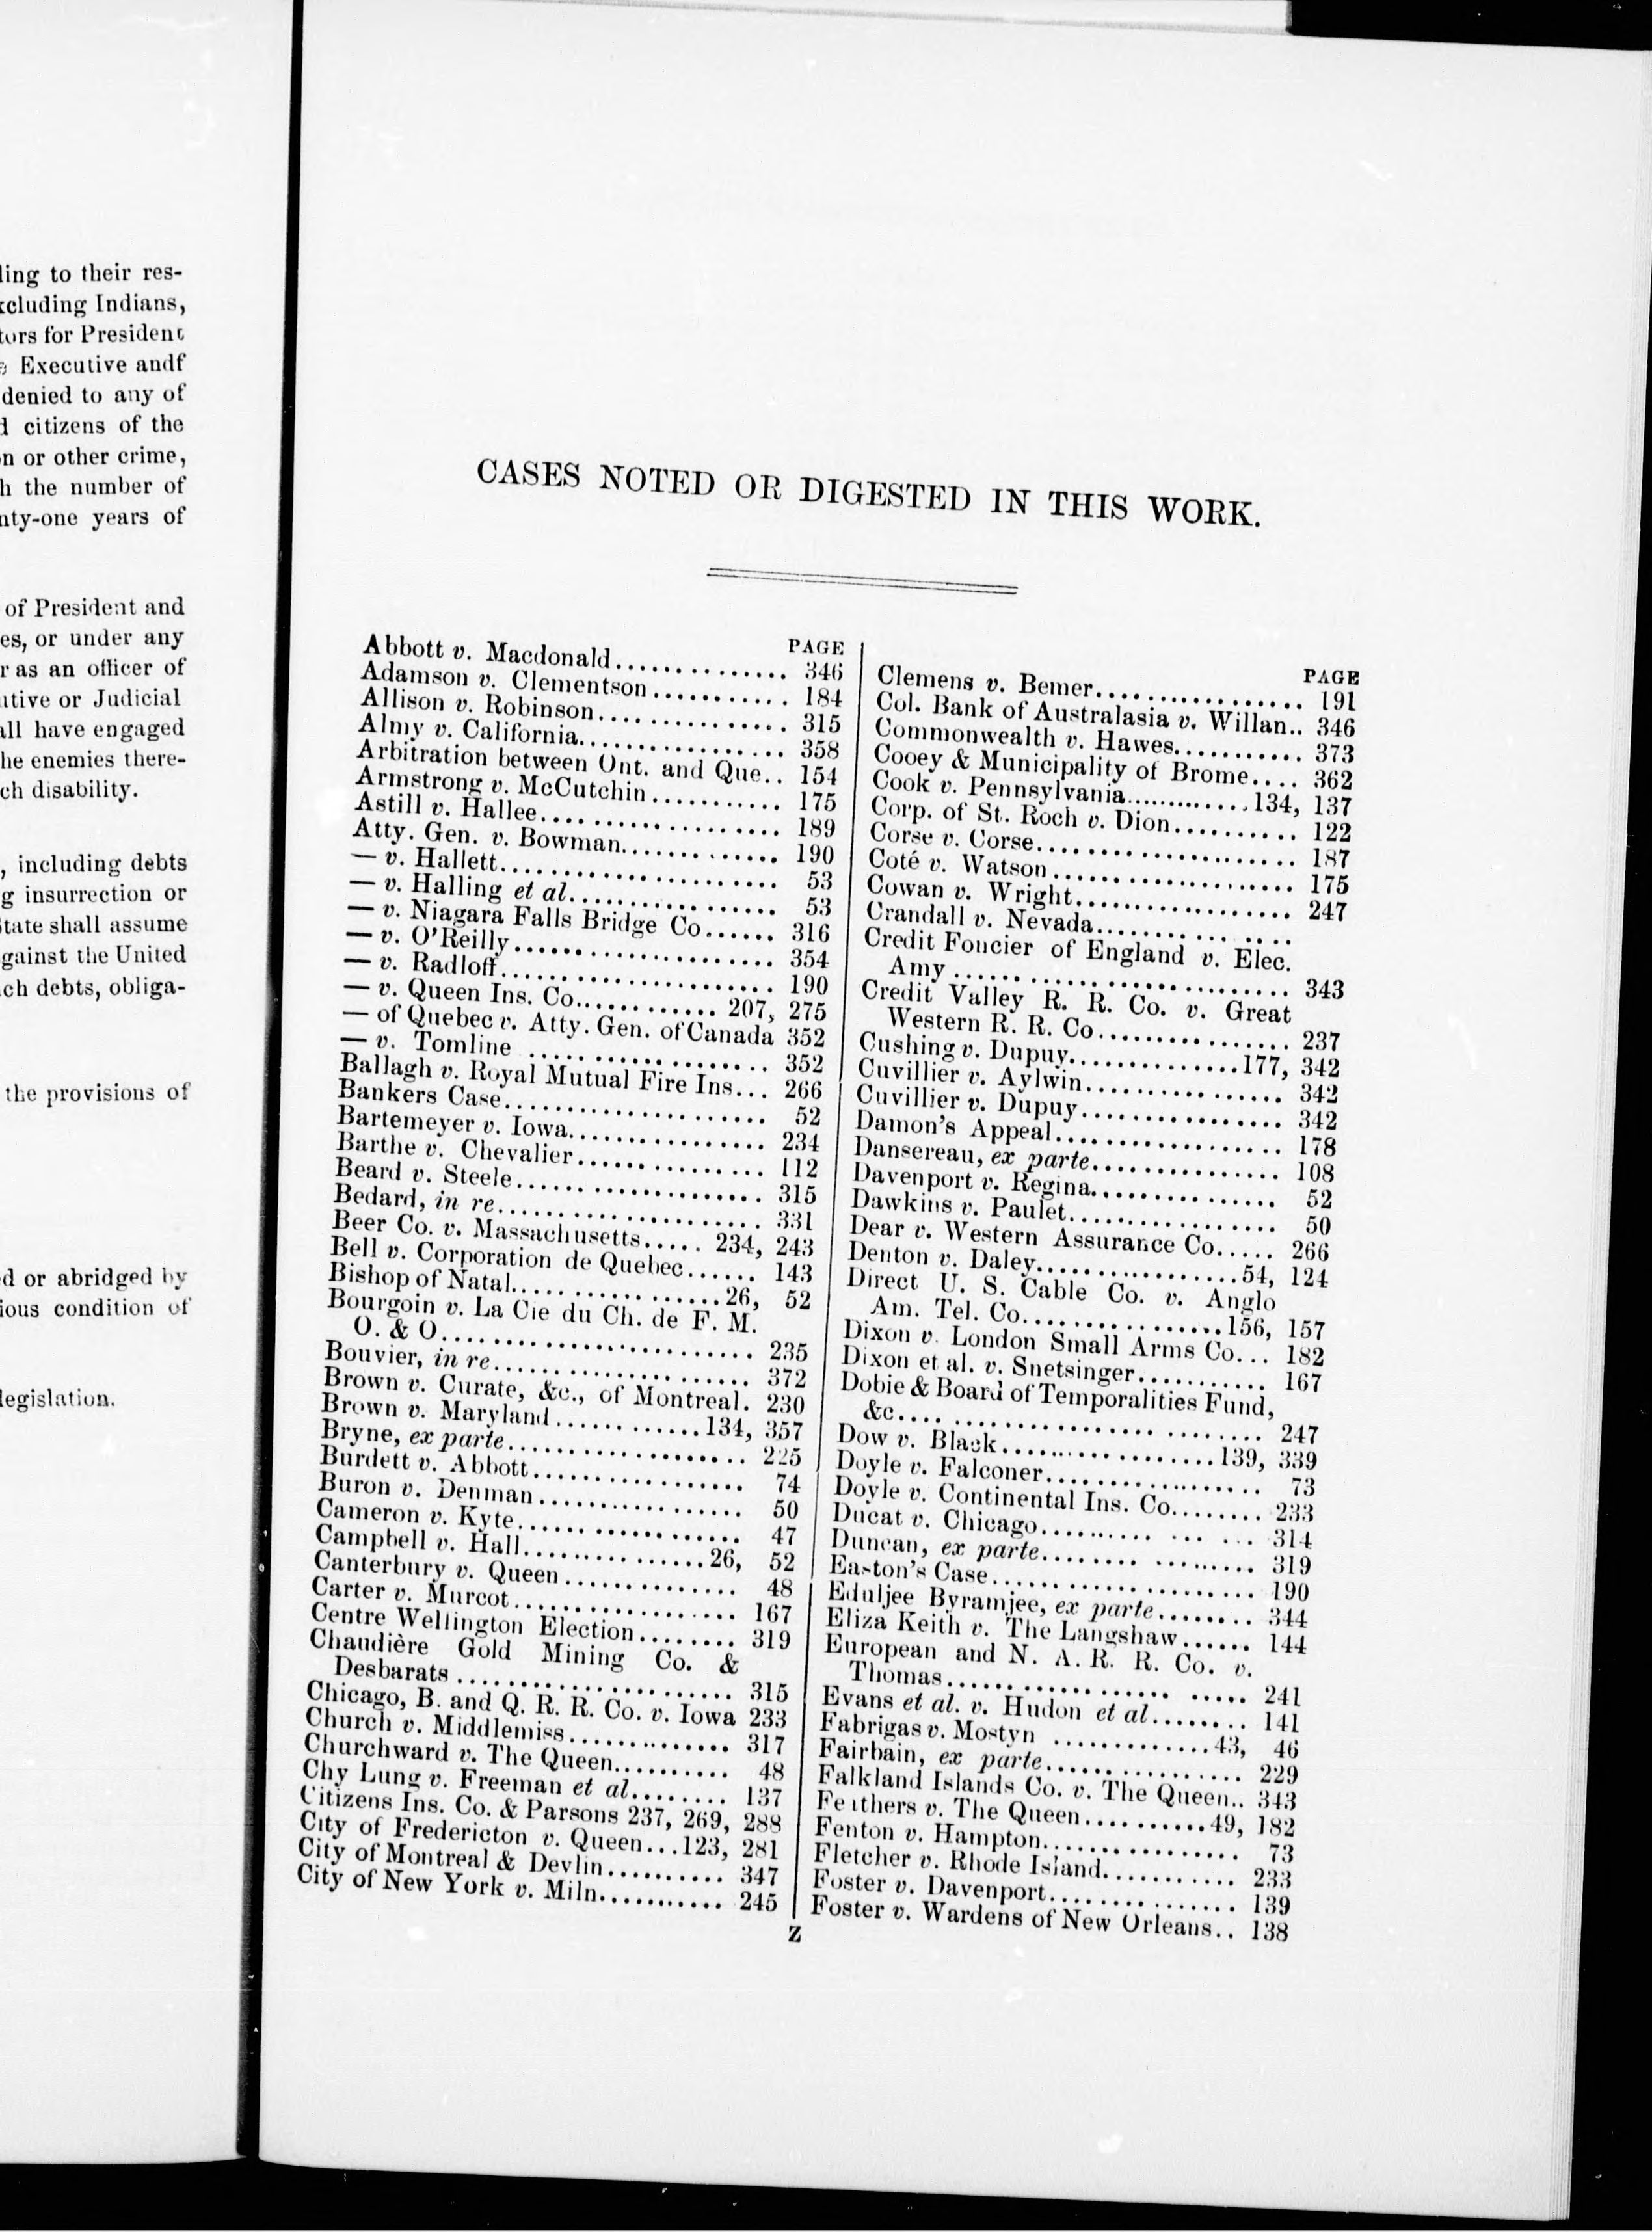 ling to their res-
xcluding Indians,
tors for President
Executive andf
denied to any of
d citizens of the
on or other crime,
h the number of
nty-one years of
of President and
es, or under any
r as an officer of
utive or Judicial
all have engaged
he enemies there-
ch disability.
, including debts
g insurrection or
State shall assume
gainst the United
ch debts, obliga-
the provisions of
d or abridged by
ious condition of
legislation.
CASES NOTED OR DIGESTED IN THIS WORK.
PAGE
Abbott v. Macdonald.............. 346
Adamson v. Clementson............ 184
Allison v. Robinson................ 315
Almy v. California................. 358
Arbitration between Ont. and Que.. 154
Armstrong v. McCutchin........... 175
Astill v. Hallee.................... 189
Atty. Gen. v. Bowman............. 190
— v. Hallett....................... 53
— v. Halling et al.................. 53
— v. Niagara Falls Bridge Co...... 316
— v. O'Reilly...................... 354
— v. Radloff....................... 190
— v. Queen Ins. Co............ 207, 275
— of Quebec v. Atty. Gen. of Canada 352
— v. Tomline .................... 352
Ballagh v. Royal Mutual Fire Ins... 266
Bankers Case...................... 52
Bartemeyer v. Iowa................ 234
Barthe v. Chevalier................ 112
Beard v. Steele..................... 315
Bedard, in re...................... 331
Beer Co. v. Massachusetts..... 234, 243
Bell v. Corporation de Quebec...... 143
Bishop of Natal..................26, 52
Bourgoin v. La Cie du Ch. de F. M.
O. & O.......................... 235
Bouvier, in re..................... 372
Brown v. Curate, &c., of Montreal. 230
Brown v. Maryland............134, 357
Bryne, ex parte.................... 225
Burdett v. Abbott.................. 74
Buron v. Denman................. 50
Cameron v. Kyte................... 47
Campbell v. Hall................26, 52
Canterbury v. Queen............... 48
Carter v. Murcot................... 167
Centre Wellington Election........ 319
Chaudière Gold Mining Co. &
Desbarats ....................... 315
Chicago, B. and Q. R. R. Co. v. Iowa 233
Church v. Middlemiss.............. 317
Churchward v. The Queen.......... 48
Chy Lung v. Freeman et al........ 137
Citizens Ins. Co. & Parsons 237, 269, 288
City of Fredericton v. Queen...123, 281
City of Montreal & Devlin.......... 347
City of New York v. Miln........... 245
PAGE
Clemens v. Bemer.................. 191
Col. Bank of Australasia v. Willan.. 346
Commonwealth v. Hawes........... 373
Cooey & Municipality of Brome.... 362
Cook v. Pennsylvania............134, 137
Corp. of St. Roch v. Dion.......... 122
Corse v. Corse...................... 187
Coté v. Watson.................... 175
Cowan v. Wright.................. 247
Crandall v. Nevada................
Credit Foncier of England v. Elec.
Amy ............................ 343
Credit Valley R. R. Co. v. Great
Western R. R. Co................ 237
Cushing v. Dupuy...............177, 342
Cuvillier v. Aylwin................ 342
Cuvillier v. Dupuy................. 342
Damon's Appeal................... 178
Dansereau, ex parte................ 108
Davenport v. Regina................ 52
Dawkins v. Paulet.................. 50
Dear v. Western Assurance Co..... 266
Denton v. Daley.................54, 124
Direct U. S. Cable Co. v. Anglo
Am. Tel. Co.................156, 157
Dixon v. London Small Arms Co... 182
Dixon et al. v. Snetsinger........... 167
Dobie & Board of Temporalities Fund,
&c............................. 247
Dow v. Black..................139, 339
Doyle v. Falconer.................. 73
Doyle v. Continental Ins. Co........ 233
Ducat v. Chicago.......... ... ... 314
Duncan, ex parte........ ......... 319
Easton's Case...................... 190
Eduljee Byramjee, ex parte........ 344
Eliza Keith v. The Langshaw...... 144
European and N. A. R. R. Co. v.
Thomas................... ..... 241
Evans et al. v. Hudon et al........ 141
Fabrigas v. Mostyn .............43, 46
Fairbain, ex parte................. 229
Falkland Islands Co. v. The Queen.. 343
Feathers v. The Queen..........49, 182
Fenton v. Hampton................ 73
Fletcher v. Rhode Island........... 233
Foster v. Davenport................ 139
Foster v. Wardens of New Orleans.. 138
Z